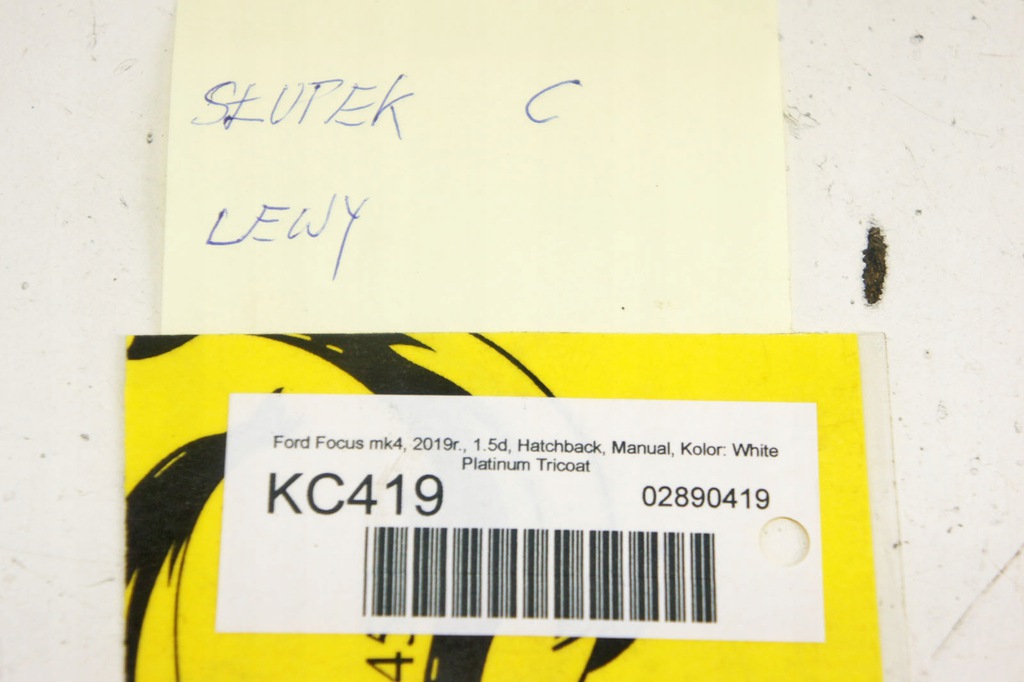 SŁUPEK C
LEWY
Ford Focus mk4, 2019r., 1.5d, Hatchback, Manual, Kolor: White
Platinum Tricoat
KC419 02890419